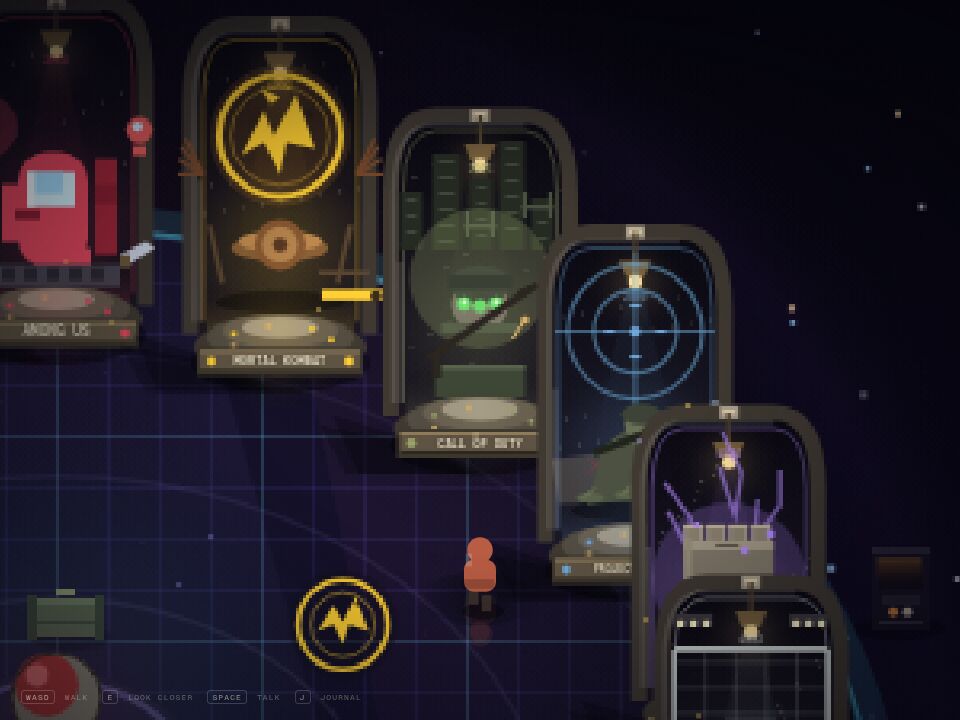 AMONG US
MORTAL KOMBAT
CALL OF DUTY
WASD WALK E LOOK CLOSER SPACE TALK J JOURNAL